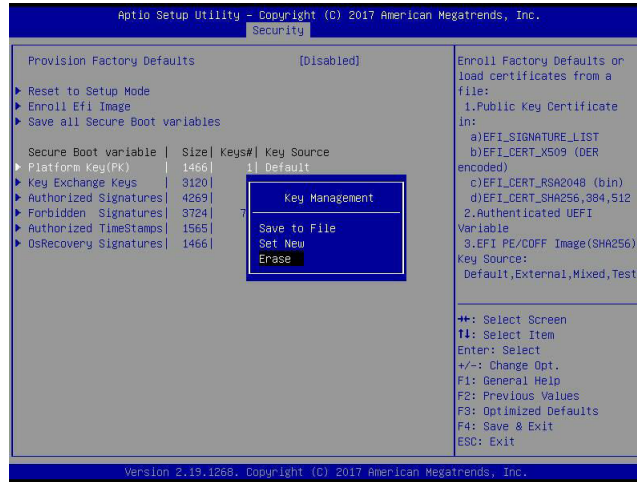 Aptio Setup Utility – Copyright (C) 2017 American Megatrends, Inc.
Security
Provision Factory Defaults [Disabled]
Reset to Setup Mode
Enroll Efi Image
Save all Secure Boot variables
Secure Boot variable | Size| Keys#| Key Source
Platform Key(PK) | 1466| 1| Default
Key Exchange Keys | 3120|
Authorized Signatures| 4269|
Forbidden Signatures| 3724| 7
Authorized TimeStamps| 1565|
OsRecovery Signatures| 1466|
Key Management
Save to File
Set New
Erase
Enroll Factory Defaults or
load certificates from a
file:
1.Public Key Certificate
in:
a)EFI_SIGNATURE_LIST
b)EFI_CERT_X509 (DER
encoded)
c)EFI_CERT_RSA2048 (bin)
d)EFI_CERT_SHA256,384,512
2.Authenticated UEFI
Variable
3.EFI PE/COFF Image(SHA256)
Key Source:
Default,External,Mixed,Test
→←: Select Screen
↑↓: Select Item
Enter: Select
+/-: Change Opt.
F1: General Help
F2: Previous Values
F3: Optimized Defaults
F4: Save & Exit
ESC: Exit
Version 2.19.1268. Copyright (C) 2017 American Megatrends, Inc.